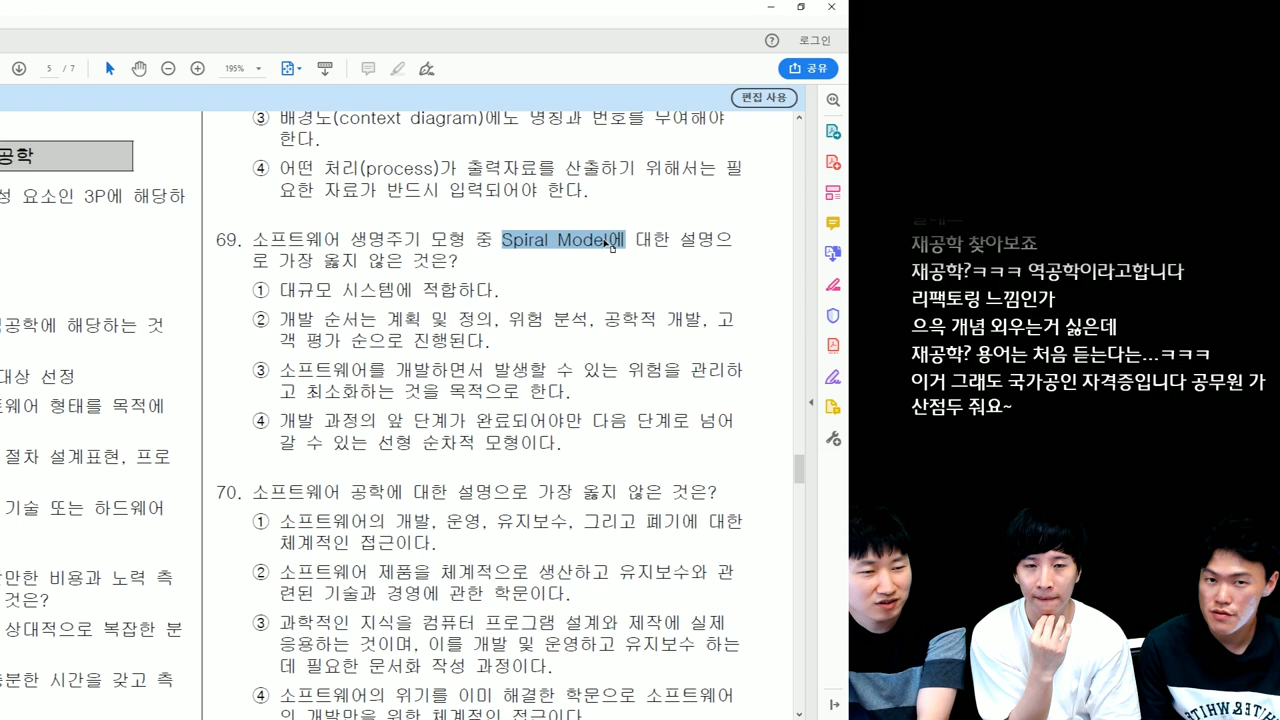 로그인
5 / 7
195%
공유
편집 사용
공학
성 요소인 3P에 해당하
공학에 해당하는 것
대상 선정
웨어 형태를 목적에
절차 설계표현, 프로
기술 또는 하드웨어
만한 비용과 노력 측
것은?
상대적으로 복잡한 분
충분한 시간을 갖고 측
③ 배경도(context diagram)에도 명칭과 번호를 부여해야
한다.
④ 어떤 처리(process)가 출력자료를 산출하기 위해서는 필
요한 자료가 반드시 입력되어야 한다.
69. 소프트웨어 생명주기 모형 중 Spiral Model에 대한 설명으
로 가장 옳지 않은 것은?
① 대규모 시스템에 적합하다.
② 개발 순서는 계획 및 정의, 위험 분석, 공학적 개발, 고
객 평가 순으로 진행된다.
③ 소프트웨어를 개발하면서 발생할 수 있는 위험을 관리하
고 최소화하는 것을 목적으로 한다.
④ 개발 과정의 앞 단계가 완료되어야만 다음 단계로 넘어
갈 수 있는 선형 순차적 모형이다.
70. 소프트웨어 공학에 대한 설명으로 가장 옳지 않은 것은?
① 소프트웨어의 개발, 운영, 유지보수, 그리고 폐기에 대한
체계적인 접근이다.
② 소프트웨어 제품을 체계적으로 생산하고 유지보수와 관
련된 기술과 경영에 관한 학문이다.
③ 과학적인 지식을 컴퓨터 프로그램 설계와 제작에 실제
응용하는 것이며, 이를 개발 및 운영하고 유지보수 하는
데 필요한 문서화 작성 과정이다.
④ 소프트웨어의 위기를 이미 해결한 학문으로 소프트웨어
의 개발만을 위한 체계적인 접근이다.
재공학 찾아보죠
재공학?ㅋㅋㅋ 역공학이라고합니다
리팩토링 느낌인가
으윽 개념 외우는거 싫은데
재공학? 용어는 처음 듣는다는...ㅋㅋㅋ
이거 그래도 국가공인 자격증입니다 공무원 가
산점두 줘요~